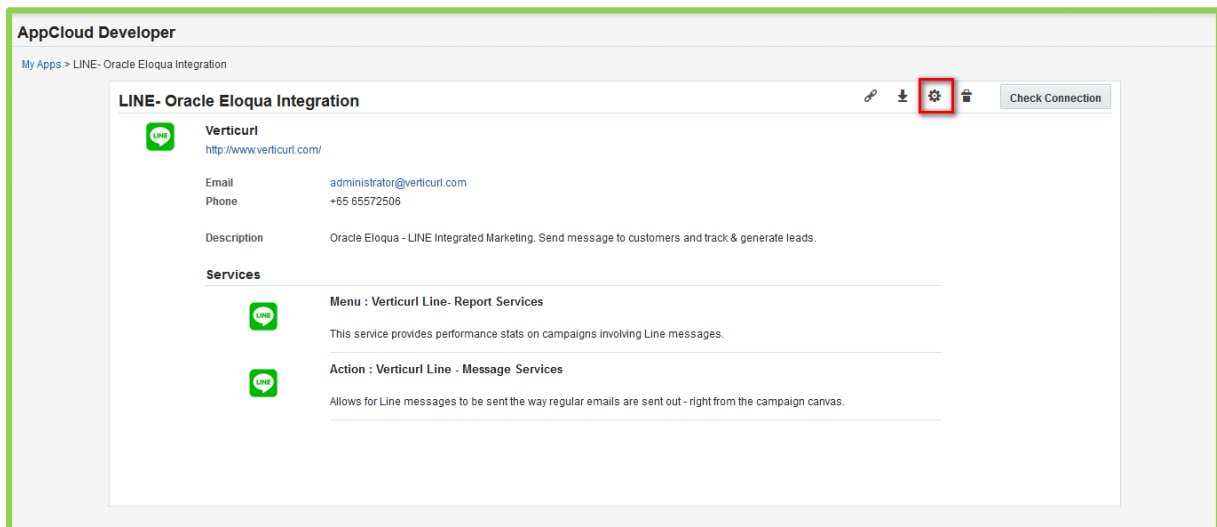 AppCloud Developer
My Apps > LINE- Oracle Eloqua Integration
LINE- Oracle Eloqua Integration
Check Connection
LINE
Verticurl
http://www.verticurl.com/
Email administrator@verticurl.com
Phone +65 65572506
Description Oracle Eloqua - LINE Integrated Marketing. Send message to customers and track & generate leads.
Services
LINE
Menu : Verticurl Line- Report Services
This service provides performance stats on campaigns involving Line messages.
LINE
Action : Verticurl Line - Message Services
Allows for Line messages to be sent the way regular emails are sent out - right from the campaign canvas.